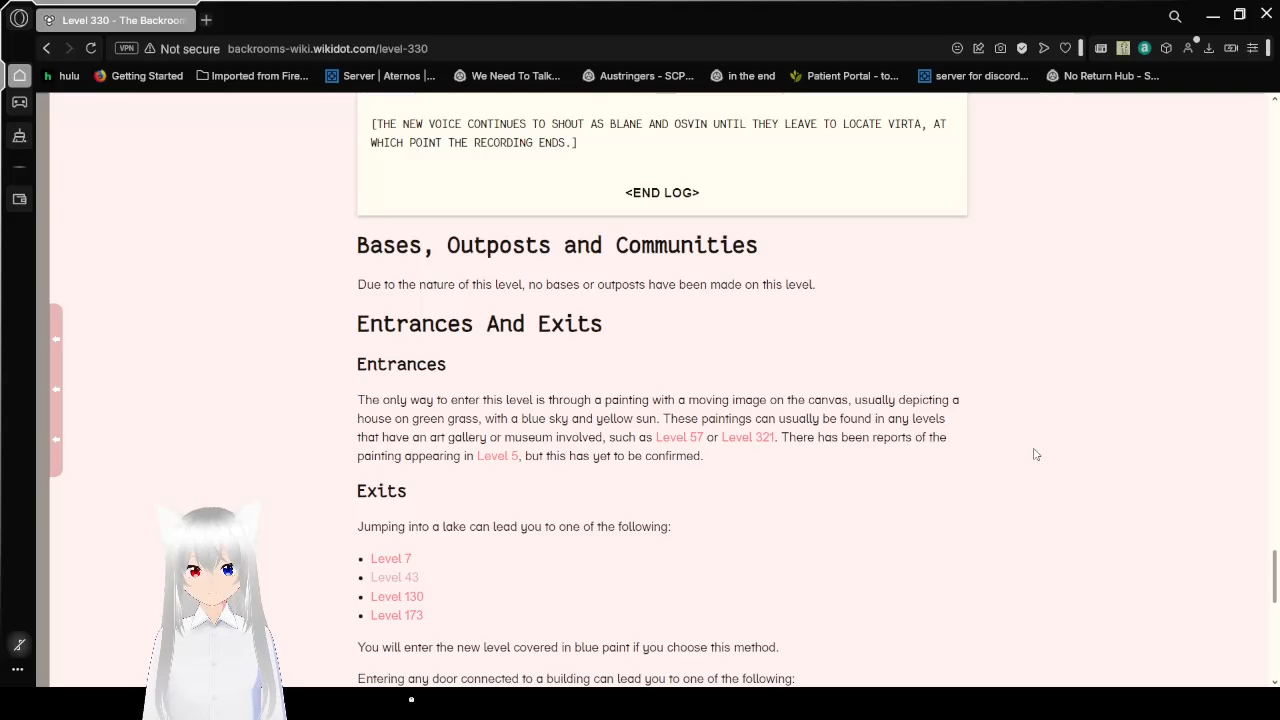 Level 330 - The Backroom
VPN Not secure backrooms-wiki.wikidot.com/level-330
hulu Getting Started Imported from Fire... Server | Aternos |... We Need To Talk... Austringers - SCP... in the end Patient Portal - to... server for discord... No Return Hub - S...
[THE NEW VOICE CONTINUES TO SHOUT AS BLANE AND OSVIN UNTIL THEY LEAVE TO LOCATE VIRTA, AT
WHICH POINT THE RECORDING ENDS.]
<END LOG>
Bases, Outposts and Communities
Due to the nature of this level, no bases or outposts have been made on this level.
Entrances And Exits
Entrances
The only way to enter this level is through a painting with a moving image on the canvas, usually depicting a
house on green grass, with a blue sky and yellow sun. These paintings can usually be found in any levels
that have an art gallery or museum involved, such as Level 57 or Level 321. There has been reports of the
painting appearing in Level 5, but this has yet to be confirmed.
Exits
Jumping into a lake can lead you to one of the following:
• Level 7
• Level 43
• Level 130
• Level 173
You will enter the new level covered in blue paint if you choose this method.
Entering any door connected to a building can lead you to one of the following: